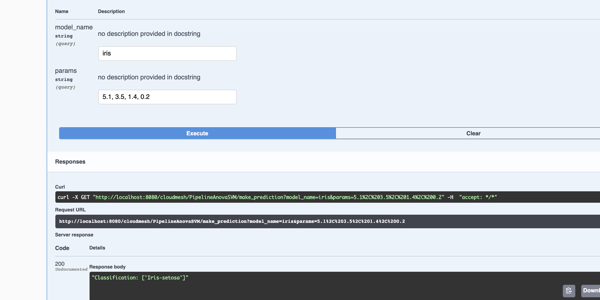 Name Description
model_name
string
(query)
no description provided in docstring
iris
params
string
(query)
no description provided in docstring
5.1, 3.5, 1.4, 0.2
Execute Clear
Responses
Curl
curl -X GET "http://localhost:8080/cloudmesh/PipelineAnovaSVM/make_prediction?model_name=iris&params=5.1%2C%203.5%2C%201.4%2C%200.2" -H "accept: */*"
Request URL
http://localhost:8080/cloudmesh/PipelineAnovaSVM/make_prediction?model_name=iris&params=5.1%2C%203.5%2C%201.4%2C%200.2
Server response
Code Details
200
Undocumented
Response body
"Classification: ["Iris-setosa"]"
Downl